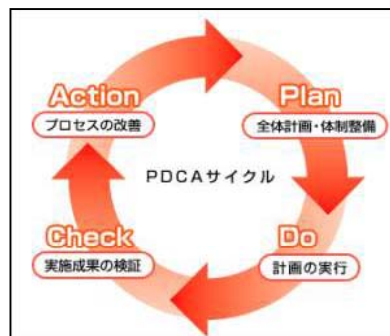 Action
プロセスの改善
Plan
全体計画・体制整備
PDCAサイクル
Check
実施成果の検証
Do
計画の実行